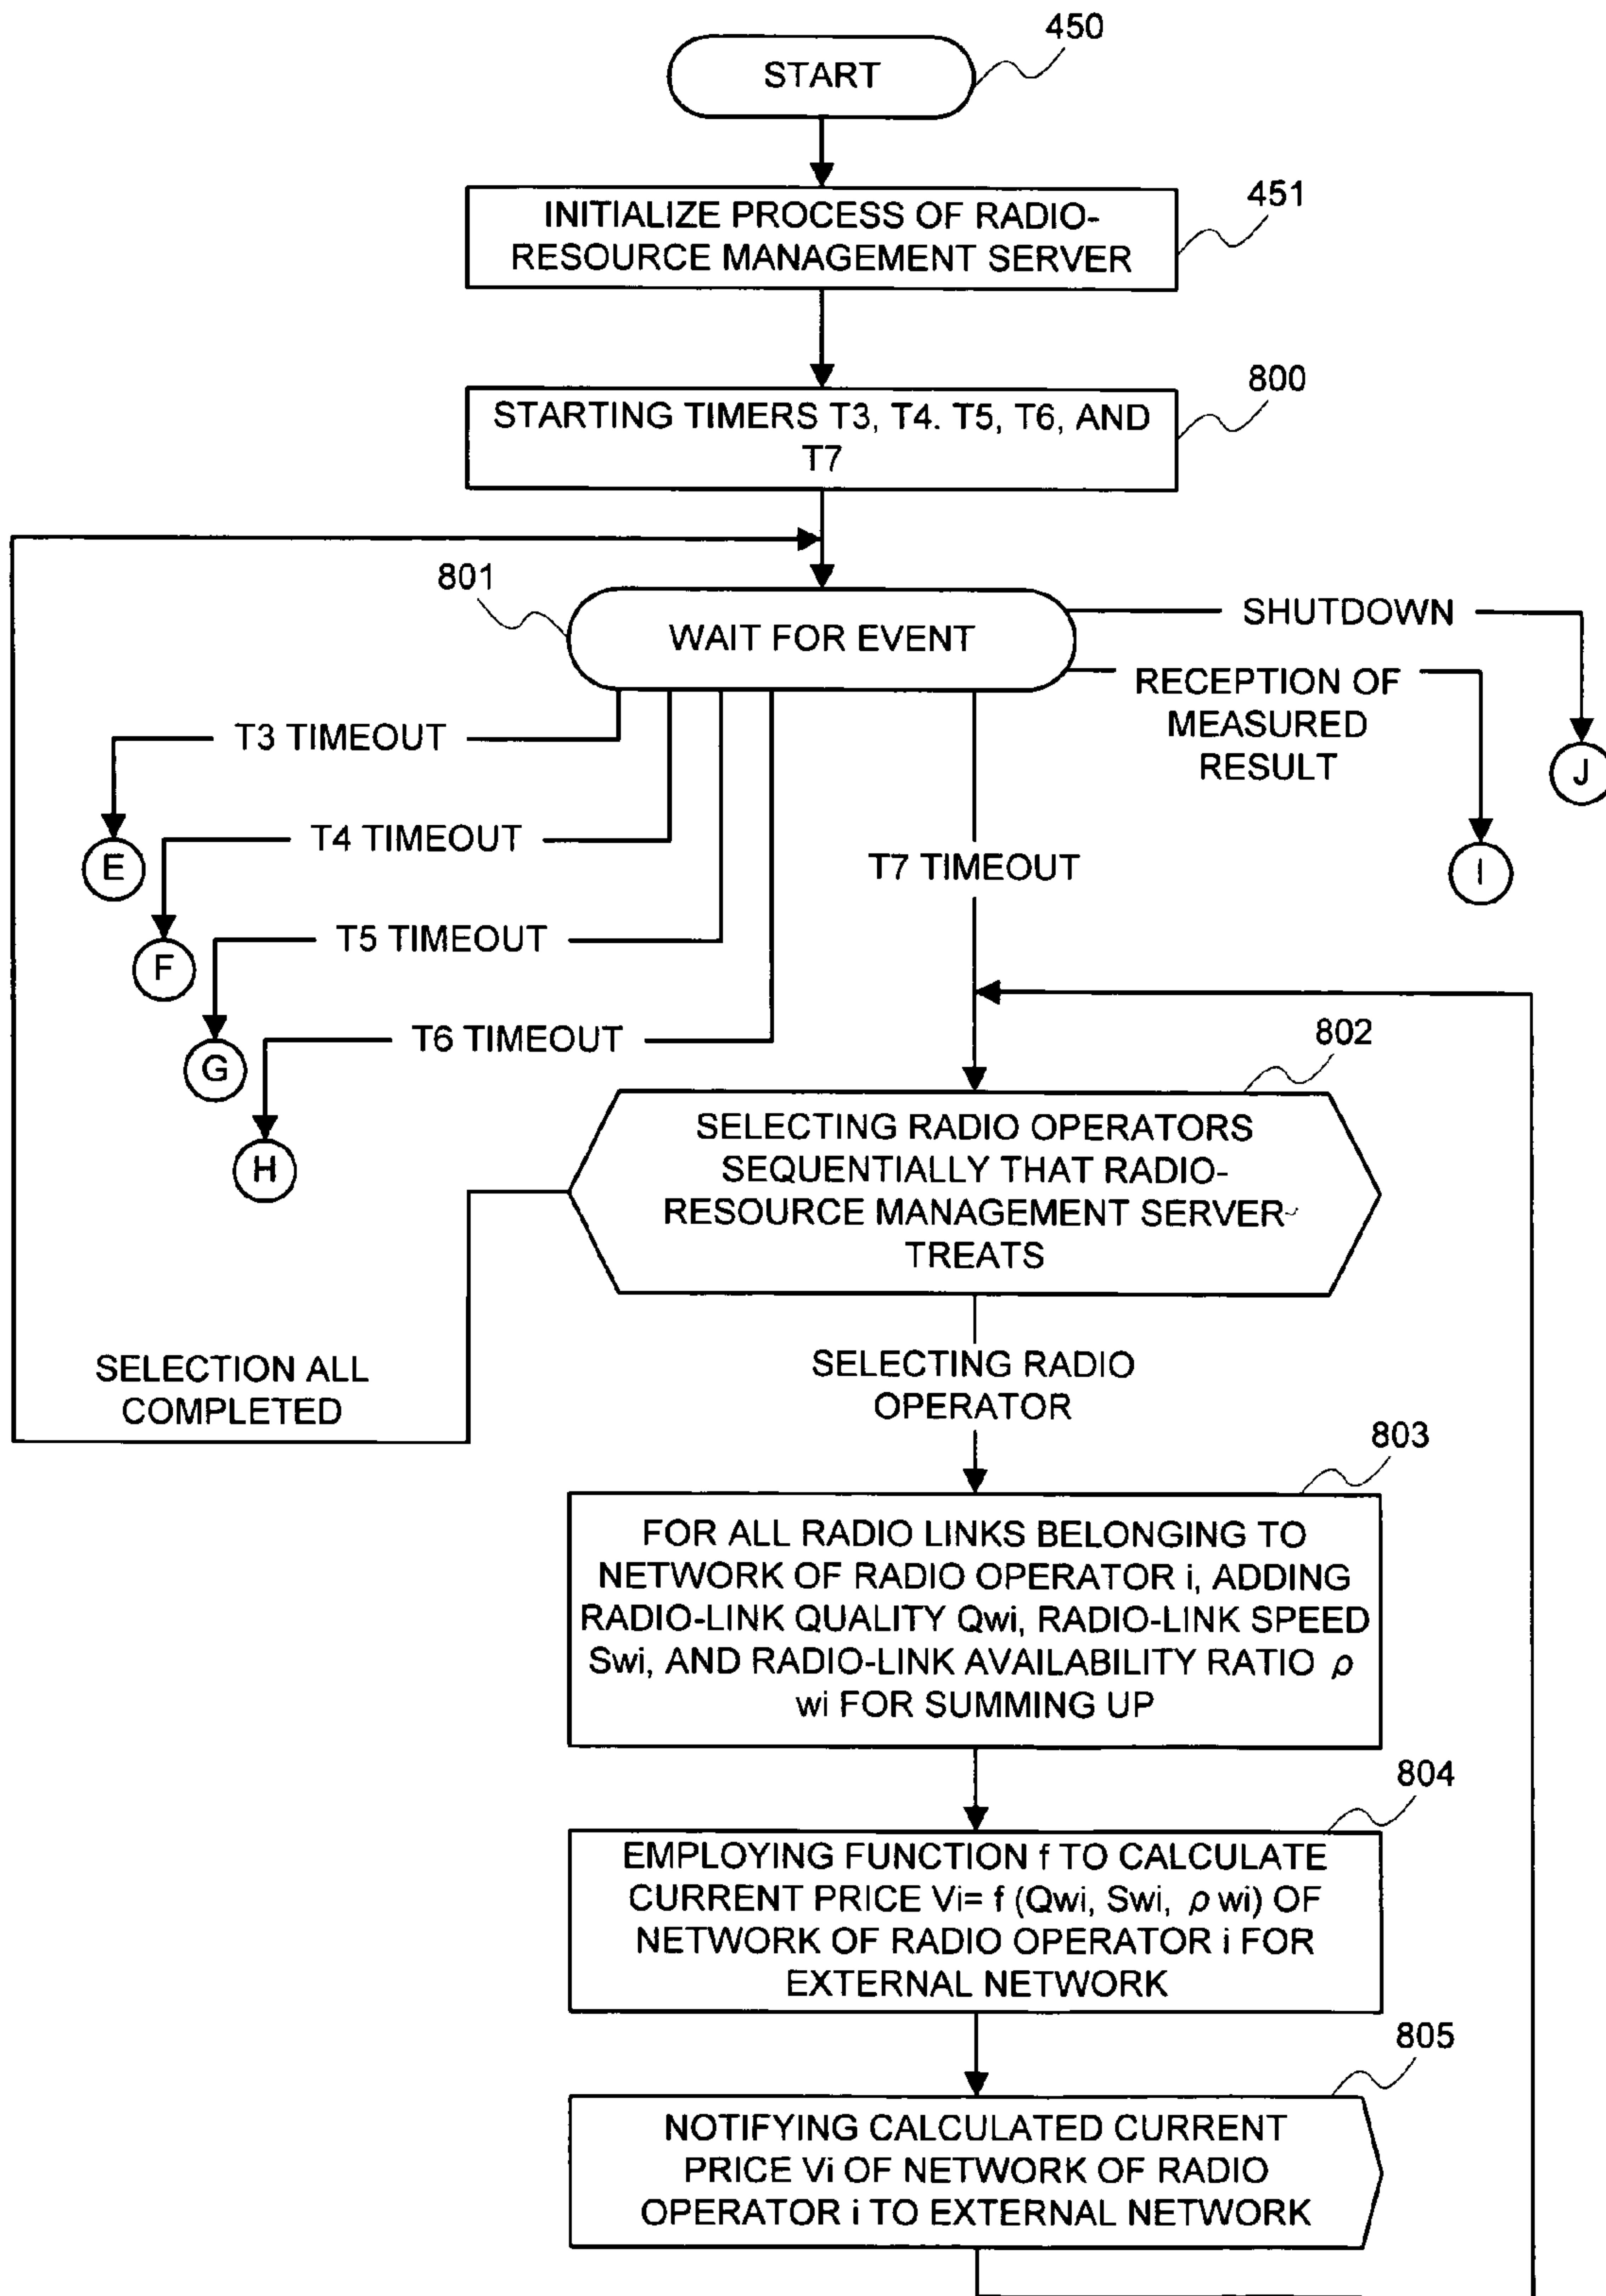 450
START
451
INITIALIZE PROCESS OF RADIO-
RESOURCE MANAGEMENT SERVER
800
STARTING TIMERS T3, T4. T5, T6, AND
T7
801
WAIT FOR EVENT
SHUTDOWN
RECEPTION OF
MEASURED
RESULT
J
I
T3 TIMEOUT
E
T4 TIMEOUT
F
T5 TIMEOUT
G
T6 TIMEOUT
H
T7 TIMEOUT
802
SELECTING RADIO OPERATORS
SEQUENTIALLY THAT RADIO-
RESOURCE MANAGEMENT SERVER
TREATS
SELECTION ALL
COMPLETED
SELECTING RADIO
OPERATOR
803
FOR ALL RADIO LINKS BELONGING TO
NETWORK OF RADIO OPERATOR i, ADDING
RADIO-LINK QUALITY Qwi, RADIO-LINK SPEED
Swi, AND RADIO-LINK AVAILABILITY RATIO ρ
wi FOR SUMMING UP
804
EMPLOYING FUNCTION f TO CALCULATE
CURRENT PRICE Vi= f (Qwi, Swi, ρ wi) OF
NETWORK OF RADIO OPERATOR i FOR
EXTERNAL NETWORK
805
NOTIFYING CALCULATED CURRENT
PRICE Vi OF NETWORK OF RADIO
OPERATOR i TO EXTERNAL NETWORK